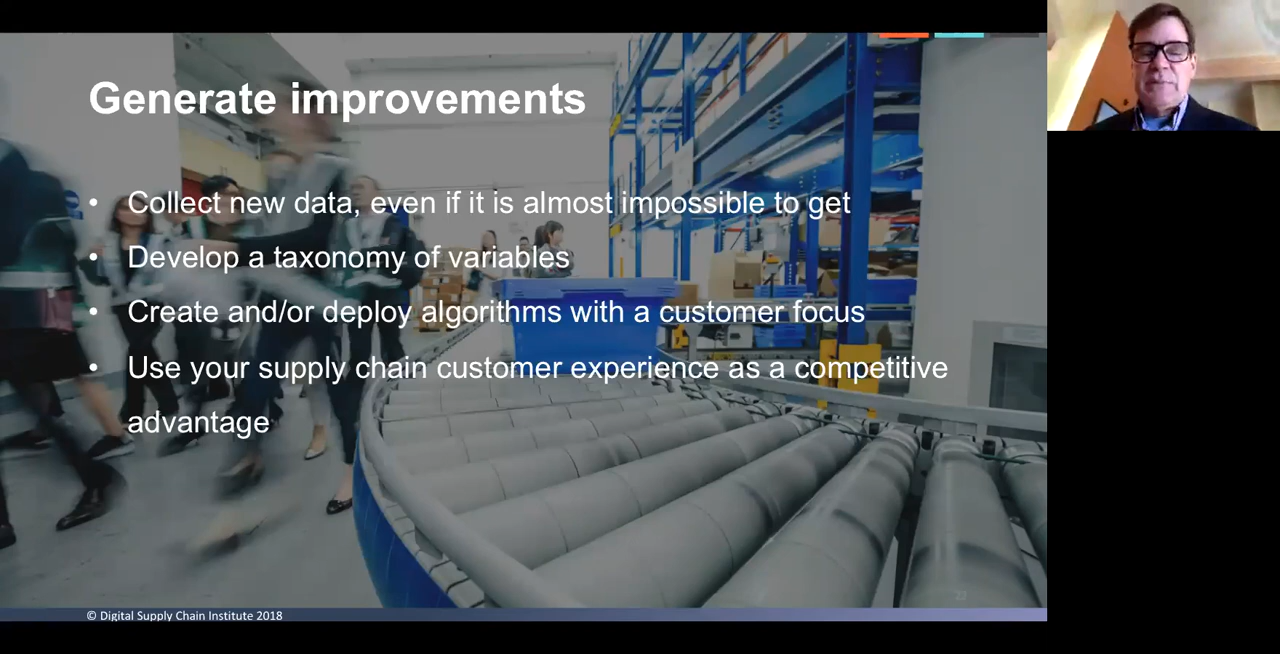 Generate improvements
• Collect new data, even if it is almost impossible to get
• Develop a taxonomy of variables
• Create and/or deploy algorithms with a customer focus
• Use your supply chain customer experience as a competitive
advantage
23
© Digital Supply Chain Institute 2018